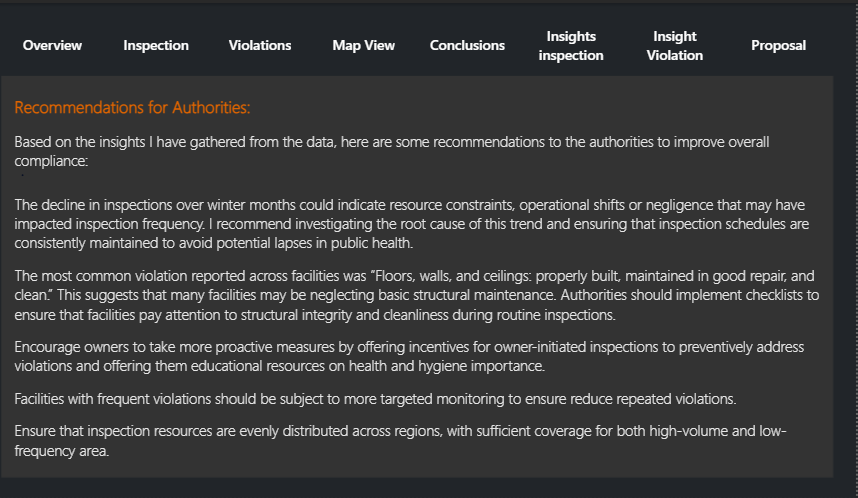 Overview
Inspection
Violations
Map View
Conclusions
Insights
inspection
Insight
Violation
Proposal
Recommendations for Authorities:
Based on the insights I have gathered from the data, here are some recommendations to the authorities to improve overall
compliance:
The decline in inspections over winter months could indicate resource constraints, operational shifts or negligence that may have
impacted inspection frequency. I recommend investigating the root cause of this trend and ensuring that inspection schedules are
consistently maintained to avoid potential lapses in public health.
The most common violation reported across facilities was "Floors, walls, and ceilings: properly built, maintained in good repair, and
clean." This suggests that many facilities may be neglecting basic structural maintenance. Authorities should implement checklists to
ensure that facilities pay attention to structural integrity and cleanliness during routine inspections.
Encourage owners to take more proactive measures by offering incentives for owner-initiated inspections to preventively address
violations and offering them educational resources on health and hygiene importance.
Facilities with frequent violations should be subject to more targeted monitoring to ensure reduce repeated violations.
Ensure that inspection resources are evenly distributed across regions, with sufficient coverage for both high-volume and low-
frequency area.